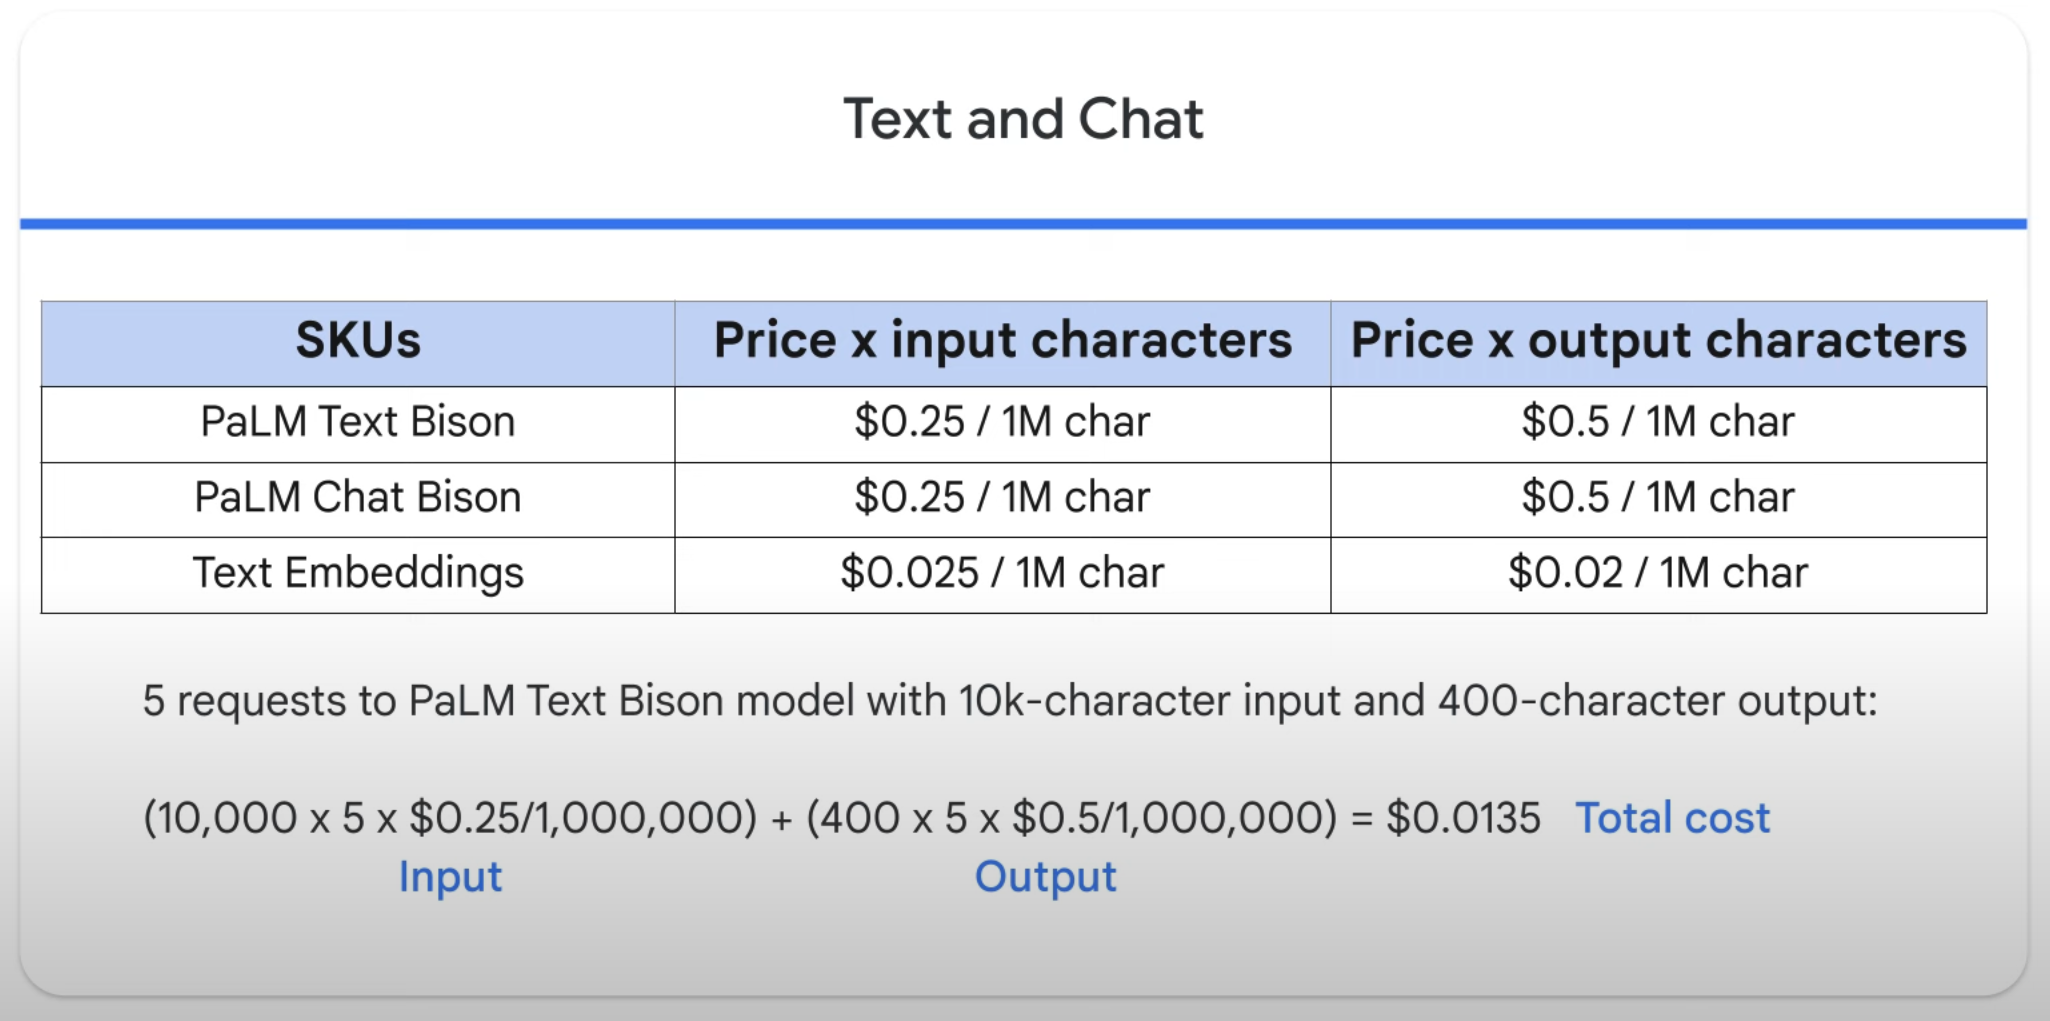 Text and Chat
SKUs Price x input characters Price x output characters
PaLM Text Bison $0.25 / 1M char $0.5 / 1M char
PaLM Chat Bison $0.25 / 1M char $0.5 / 1M char
Text Embeddings $0.025 / 1M char $0.02 / 1M char
5 requests to PaLM Text Bison model with 10k-character input and 400-character output:
(10,000 x 5 x $0.25/1,000,000) + (400 x 5 x $0.5/1,000,000) = $0.0135 Total cost
Input Output